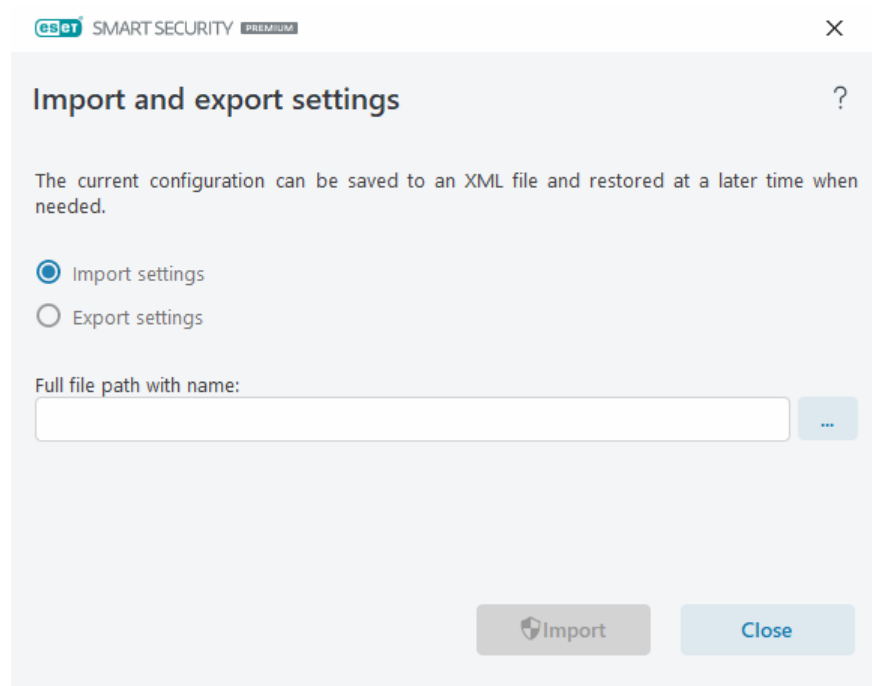 eset SMART SECURITY PREMIUM
Import and export settings
?
The current configuration can be saved to an XML file and restored at a later time when
needed.
Import settings
Export settings
Full file path with name:
...
Import Close